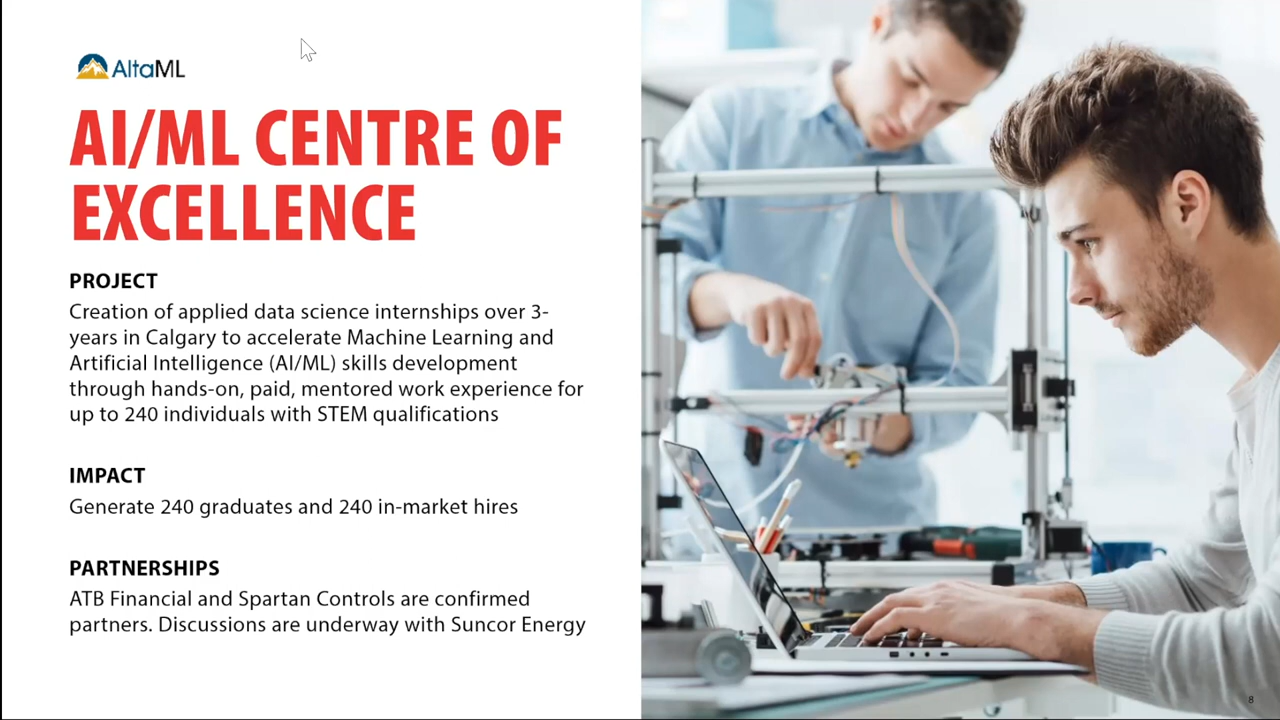 AltaML
AI/ML CENTRE OF
EXCELLENCE
PROJECT
Creation of applied data science internships over 3-
years in Calgary to accelerate Machine Learning and
Artificial Intelligence (AI/ML) skills development
through hands-on, paid, mentored work experience for
up to 240 individuals with STEM qualifications
IMPACT
Generate 240 graduates and 240 in-market hires
PARTNERSHIPS
ATB Financial and Spartan Controls are confirmed
partners. Discussions are underway with Suncor Energy
8